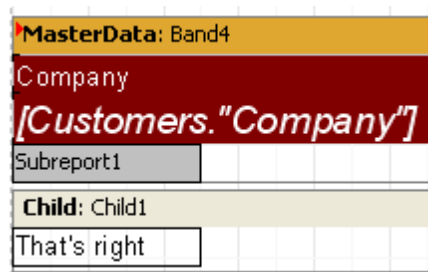 MasterData: Band4
Company
[Customers."Company"]
Subreport1
Child: Child1
That's right